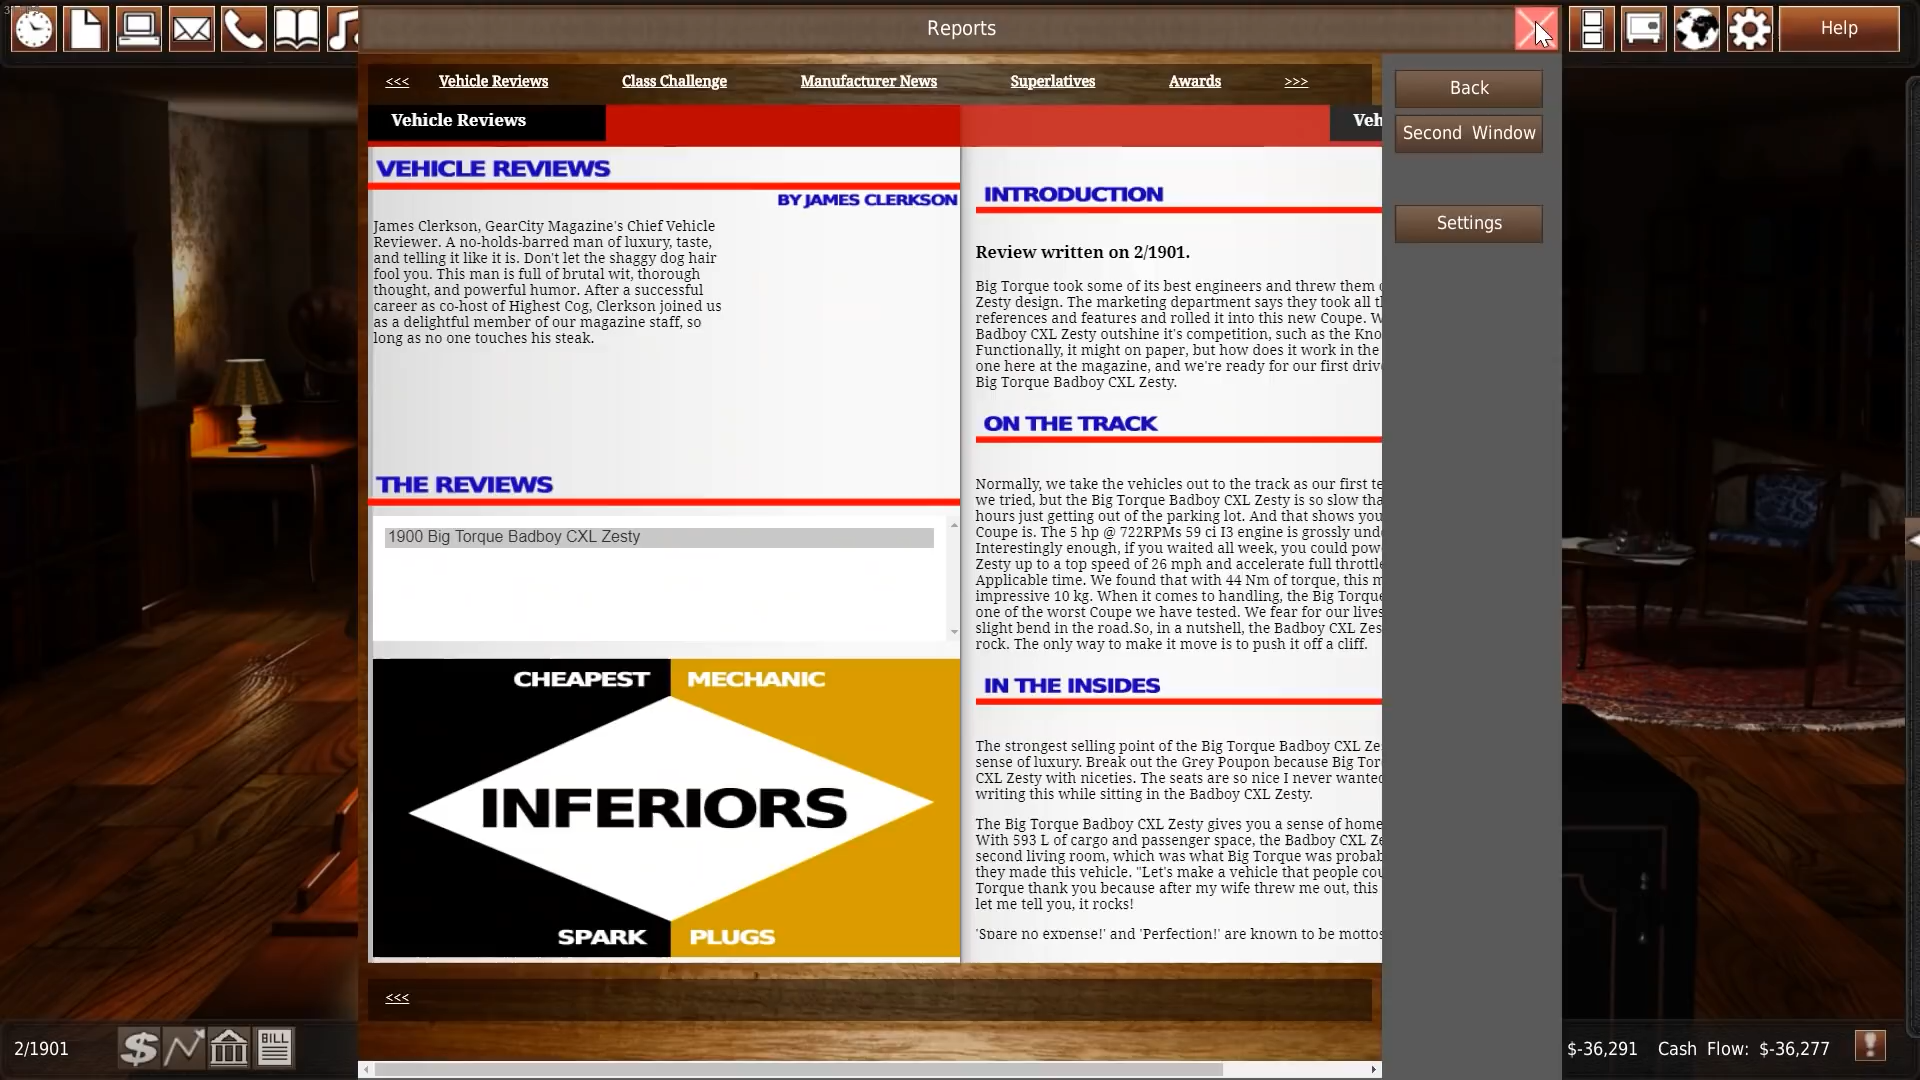 Reports
Help
<<< Vehicle Reviews Class Challenge Manufacturer News Superlatives Awards >>>
Back
Second Window
Settings
Vehicle Reviews
VEHICLE REVIEWS
BY JAMES CLERKSON
James Clerkson, GearCity Magazine's Chief Vehicle
Reviewer. A no-holds-barred man of luxury, taste,
and telling it like it is. Don't let the shaggy dog hair
fool you. This man is full of brutal wit, thorough
thought, and powerful humor. After a successful
career as co-host of Highest Cog, Clerkson joined us
as a delightful member of our magazine staff, so
long as no one touches his steak.
THE REVIEWS
1900 Big Torque Badboy CXL Zesty
CHEAPEST MECHANIC
INFERIORS
SPARK PLUGS
Veh
INTRODUCTION
Review written on 2/1901.
Big Torque took some of its best engineers and threw them
Zesty design. The marketing department says they took all t
references and features and rolled it into this new Coupe. W
Badboy CXL Zesty outshine it's competition, such as the Kno
Functionally, it might on paper, but how does it work in the
one here at the magazine, and we're ready for our first driv
Big Torque Badboy CXL Zesty.
ON THE TRACK
Normally, we take the vehicles out to the track as our first te
we tried, but the Big Torque Badboy CXL Zesty is so slow tha
hours just getting out of the parking lot. And that shows you
Coupe is. The 5 hp @ 722RPMs 59 ci I3 engine is grossly und
Interestingly enough, if you waited all week, you could pow
Zesty up to a top speed of 26 mph and accelerate full throttle
Applicable time. We found that with 44 Nm of torque, this m
impressive 10 kg. When it comes to handling, the Big Torque
one of the worst Coupe we have tested. We fear for our lives
slight bend in the road.So, in a nutshell, the Badboy CXL Zes
rock. The only way to make it move is to push it off a cliff.
IN THE INSIDES
The strongest selling point of the Big Torque Badboy CXL Ze
sense of luxury. Break out the Grey Poupon because Big Tor
CXL Zesty with niceties. The seats are so nice I never wanted
writing this while sitting in the Badboy CXL Zesty.
The Big Torque Badboy CXL Zesty gives you a sense of home
With 593 L of cargo and passenger space, the Badboy CXL Ze
second living room, which was what Big Torque was probab
they made this vehicle. "Let's make a vehicle that people cou
Torque thank you because after my wife threw me out, this
let me tell you, it rocks!
'Spare no expense!' and 'Perfection!' are known to be mottos
<<<
2/1901
BILL
$-36,291 Cash Flow: $-36,277